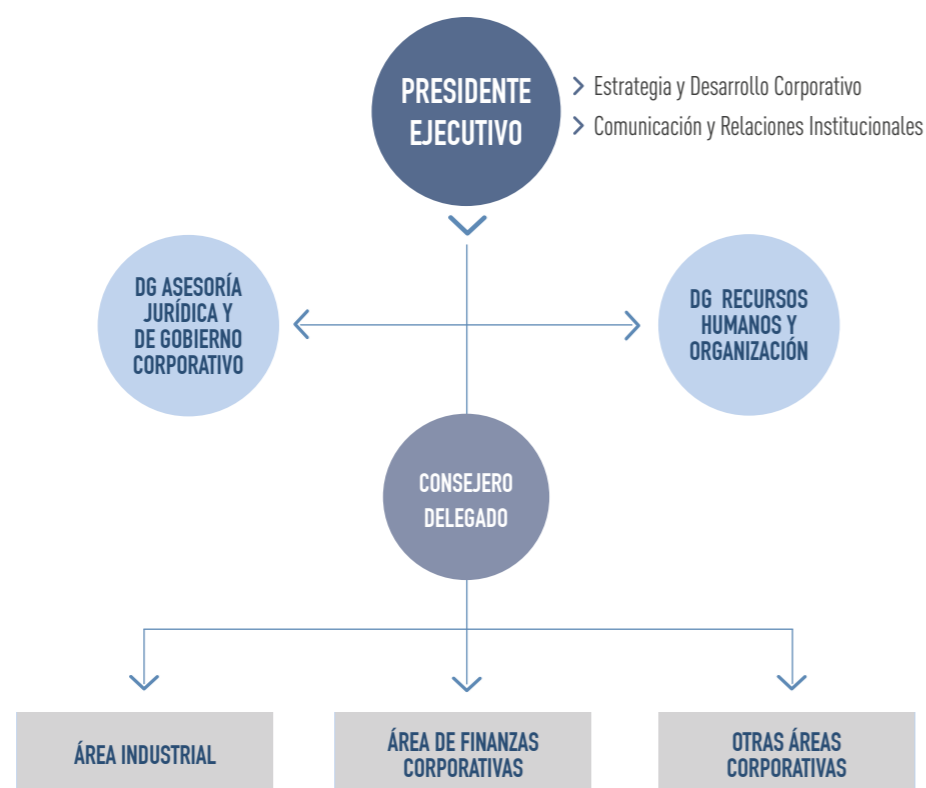 PRESIDENTE
EJECUTIVO
Estrategia y Desarrollo Corporativo
Comunicación y Relaciones Institucionales
DG ASESORÍA
JURÍDICA Y
DE GOBIERNO
CORPORATIVO
DG RECURSOS
HUMANOS Y
ORGANIZACIÓN
CONSEJERO
DELEGADO
ÁREA INDUSTRIAL
ÁREA DE FINANZAS
CORPORATIVAS
OTRAS ÁREAS
CORPORATIVAS